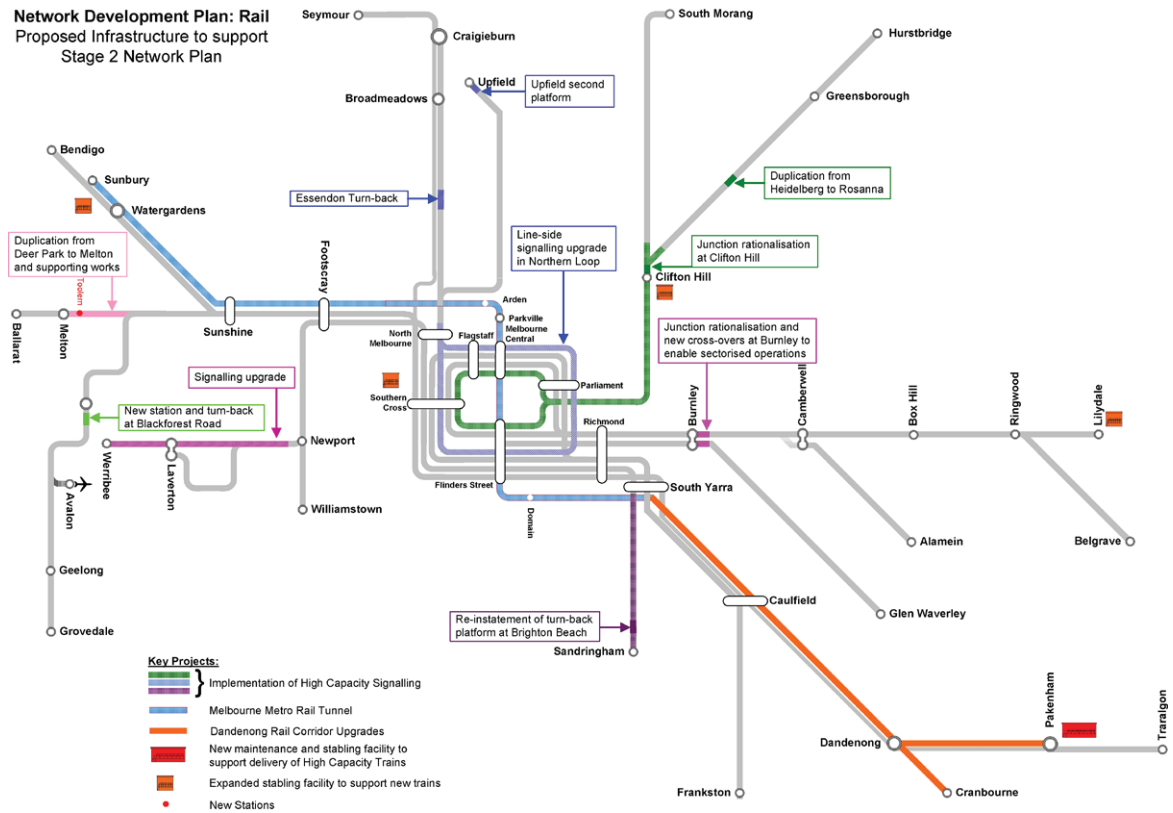 Network Development Plan: Rail
Proposed Infrastructure to support
Stage 2 Network Plan
Seymour
Craigieburn
Broadmeadows
Upfield
Upfield second
platform
South Morang
Hurstbridge
Greensborough
Bendigo
Sunbury
Watergardens
Essendon Turn-back
Duplication from
Heidelberg to Rosanna
Duplication from
Deer Park to Melton
and supporting works
Line-side
signalling upgrade
in Northern Loop
Junction rationalisation
at Clifton Hill
Clifton Hill
Toolern
Footscray
Arden
Parkville
Melbourne
Central
Ballarat
Melton
Sunshine
North
Melbourne
Flagstaff
Junction rationalisation and
new cross-overs at Burnley to
enable sectorised operations
Signalling upgrade
Southern
Cross
Parliament
New station and turn-back
at Blackforest Road
Richmond
Burnley
Camberwell
Box Hill
Ringwood
Lilydale
Werribee
Laverton
Newport
Avalon
Flinders Street
South Yarra
Williamstown
Domain
Alamein
Belgrave
Geelong
Grovedale
Caulfield
Glen Waverley
Re-instatement of turn-back
platform at Brighton Beach
Sandringham
Key Projects:
Implementation of High Capacity Signalling
Melbourne Metro Rail Tunnel
Dandenong Rail Corridor Upgrades
New maintenance and stabling facility to
support delivery of High Capacity Trains
Expanded stabling facility to support new trains
New Stations
Dandenong
Pakenham
Traralgon
Frankston
Cranbourne